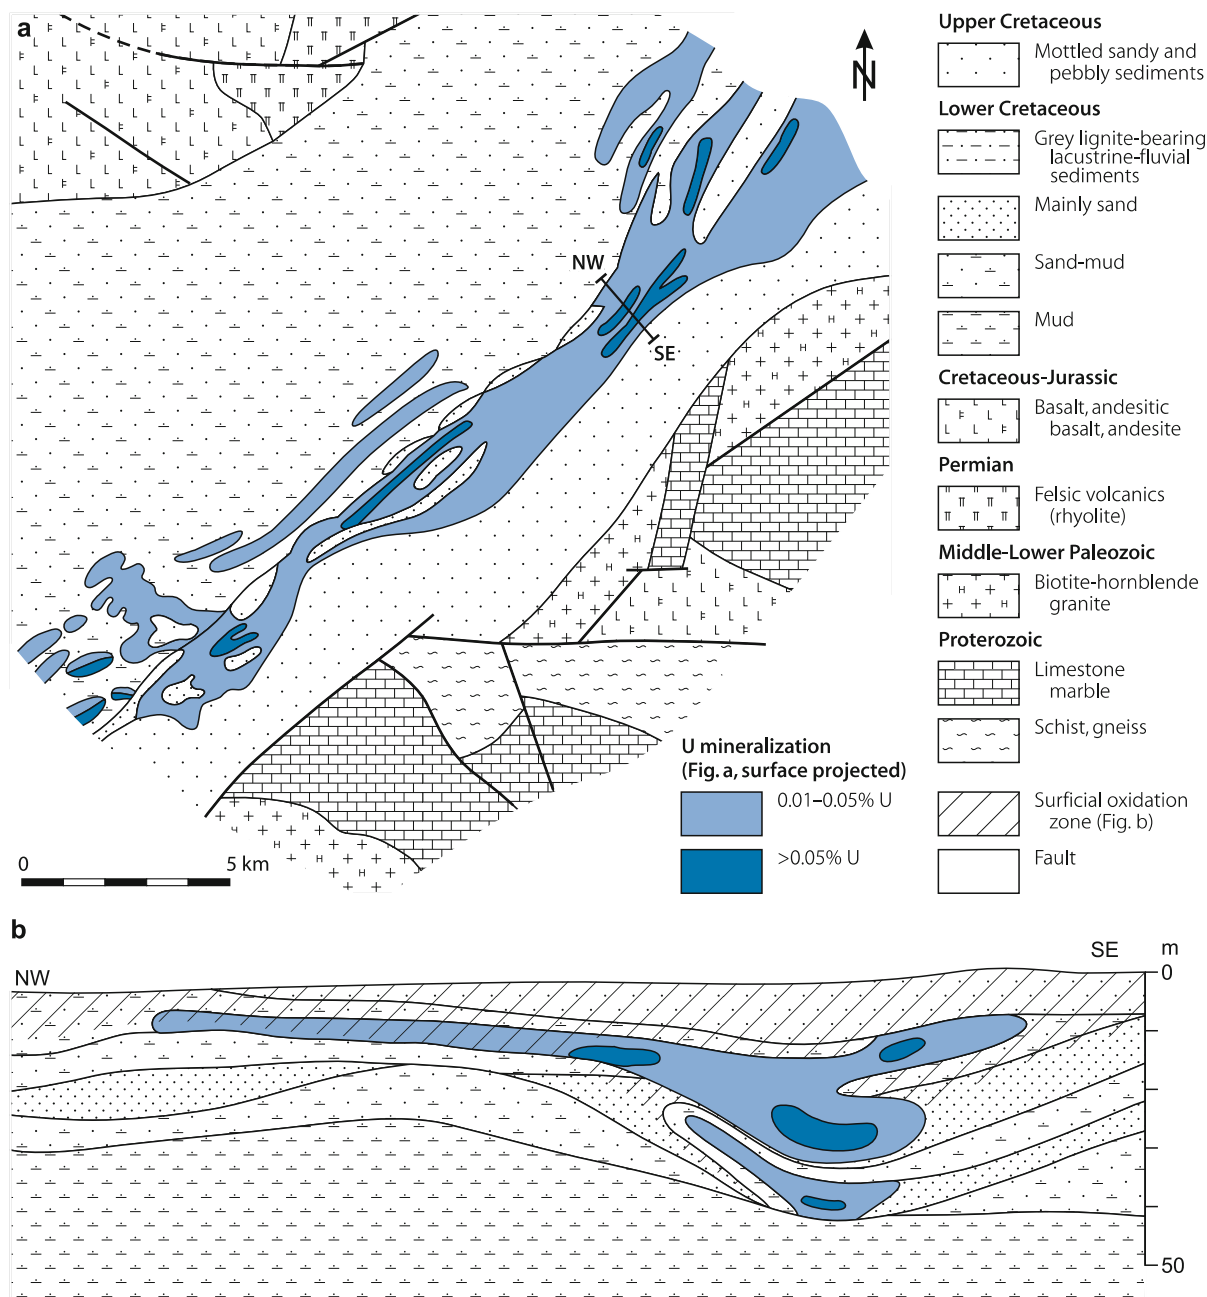 a
N
NW
SE
0
5 km
U mineralization
(Fig. a, surface projected)
0.01–0.05% U
>0.05% U
Upper Cretaceous
Mottled sandy and
pebbly sediments
Lower Cretaceous
Grey lignite-bearing
lacustrine-fluvial
sediments
Mainly sand
Sand-mud
Mud
Cretaceous-Jurassic
Basalt, andesitic
basalt, andesite
Permian
Felsic volcanics
(rhyolite)
Middle-Lower Paleozoic
Biotite-hornblende
granite
Proterozoic
Limestone
marble
Schist, gneiss
Surficial oxidation
zone (Fig. b)
Fault
b
NW
SE
m
0
50